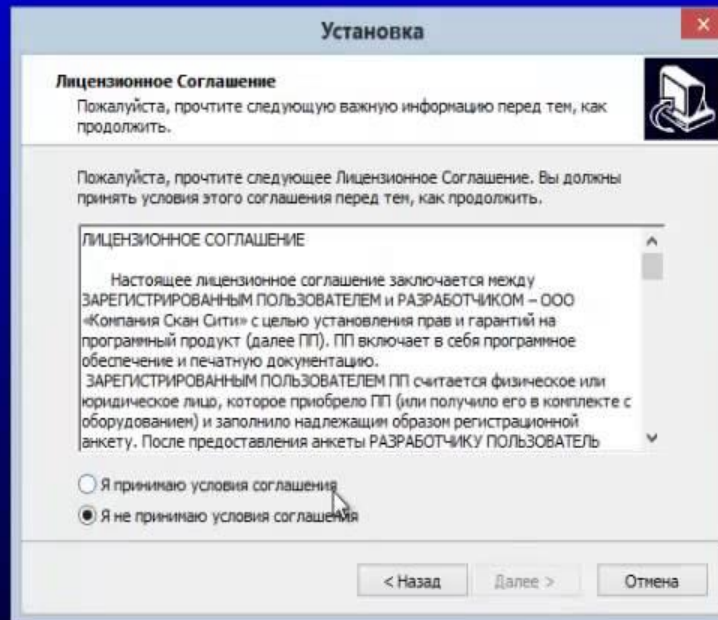 Установка
Лицензионное Соглашение
Пожалуйста, прочтите следующую важную информацию перед тем, как
продолжить.
Пожалуйста, прочтите следующее Лицензионное Соглашение. Вы должны
принять условия этого соглашения перед тем, как продолжить.
ЛИЦЕНЗИОННОЕ СОГЛАШЕНИЕ
Настоящее лицензионное соглашение заключается между
ЗАРЕГИСТРИРОВАННЫМ ПОЛЬЗОВАТЕЛЕМ и РАЗРАБОТЧИКОМ – ООО
«Компания Скан Сити» с целью установления прав и гарантий на
программный продукт (далее ПП). ПП включает в себя программное
обеспечение и печатную документацию.
ЗАРЕГИСТРИРОВАННЫМ ПОЛЬЗОВАТЕЛЕМ ПП считается физическое или
юридическое лицо, которое приобрело ПП (или получило его в комплекте с
оборудованием) и заполнило надлежащим образом регистрационной
анкету. После предоставления анкеты РАЗРАБОТЧИКУ ПОЛЬЗОВАТЕЛЬ
Я принимаю условия соглашения
Я не принимаю условия соглашения
< Назад
Далее >
Отмена